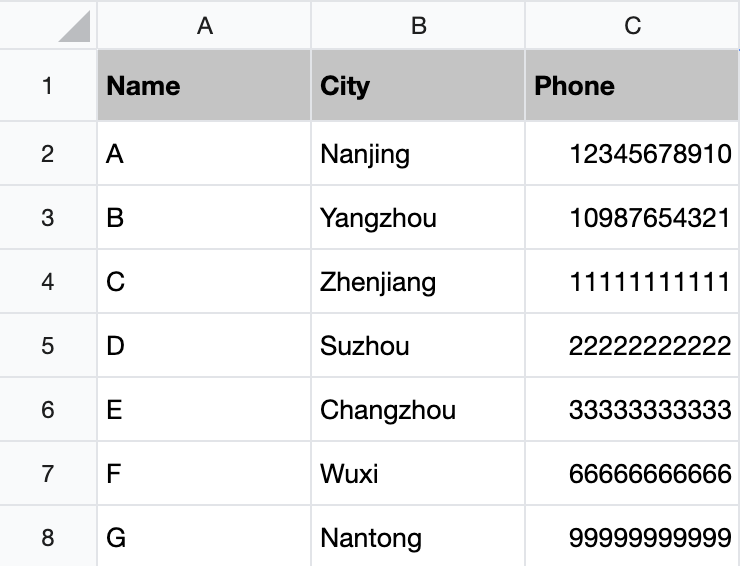 A B C
1 Name City Phone
2 A Nanjing 12345678910
3 B Yangzhou 10987654321
4 C Zhenjiang 11111111111
5 D Suzhou 22222222222
6 E Changzhou 33333333333
7 F Wuxi 66666666666
8 G Nantong 99999999999